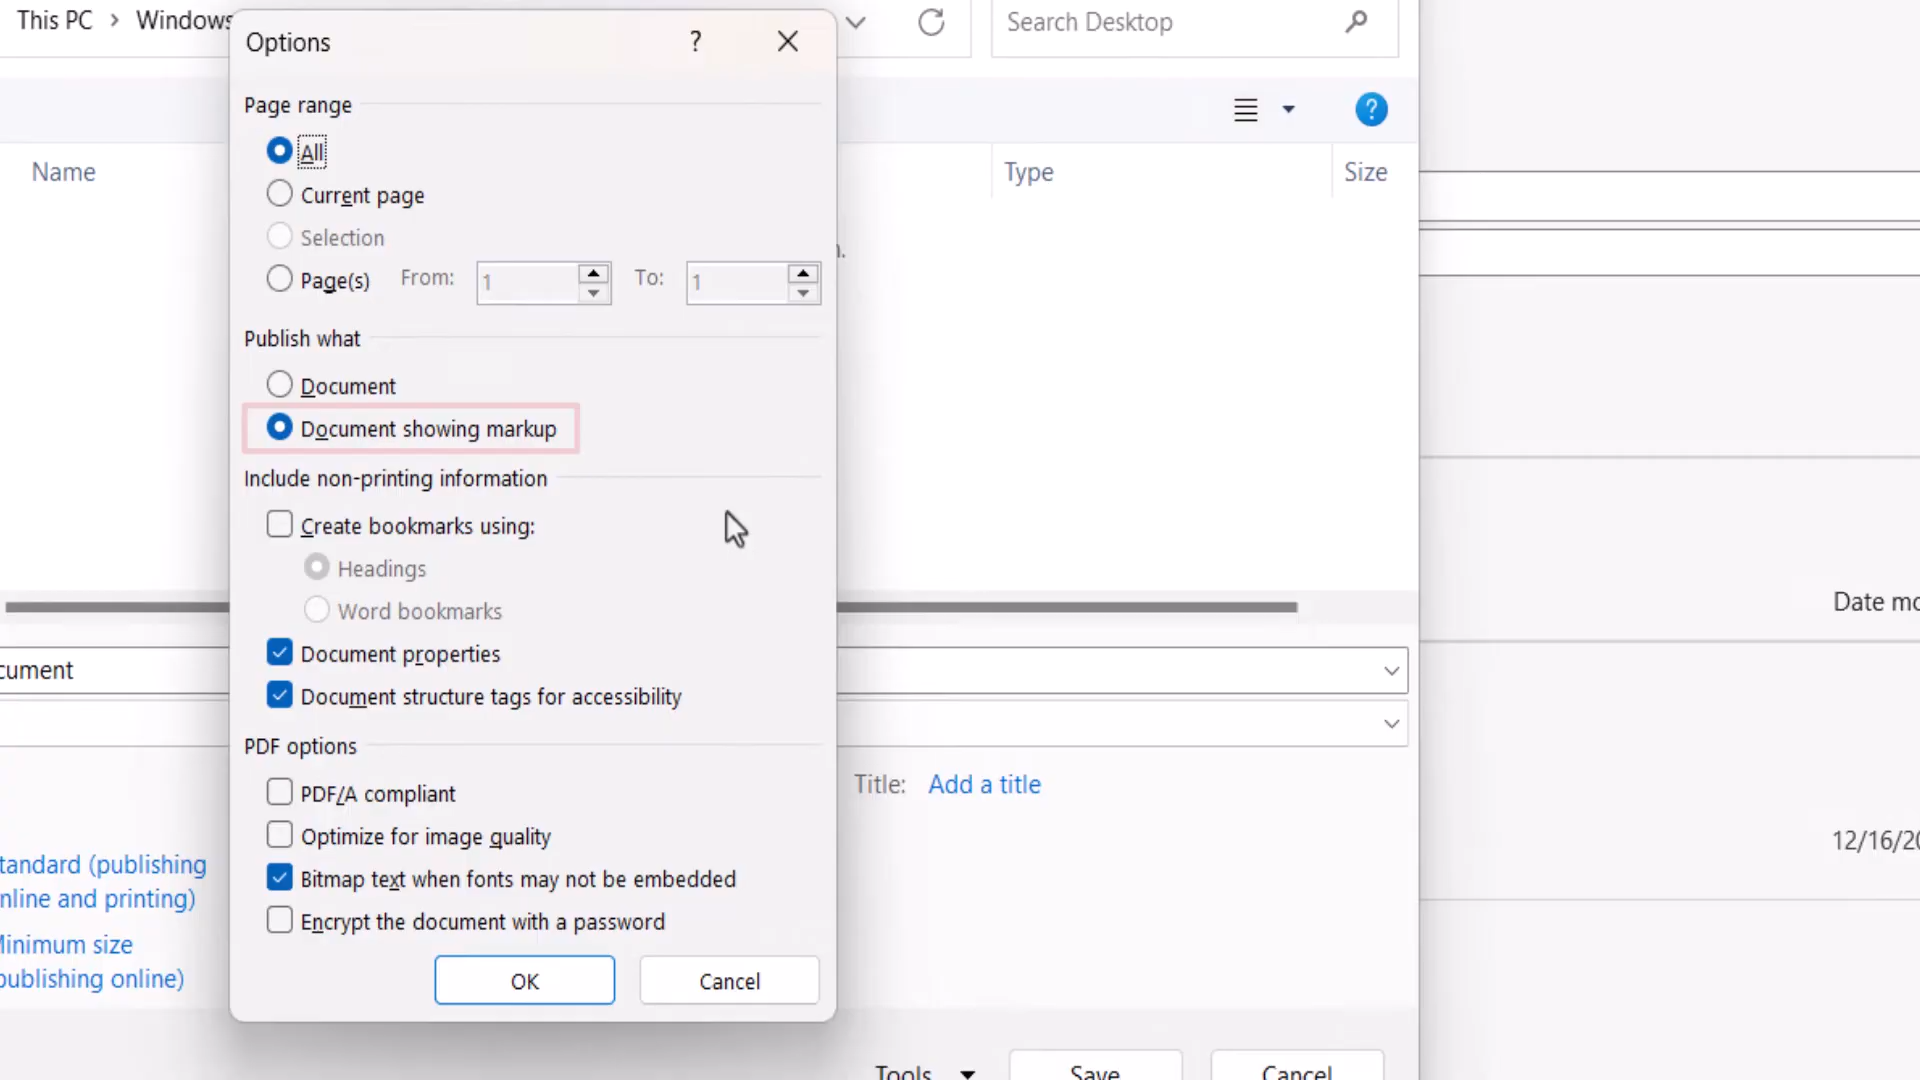 This PC > Windows
Search Desktop
Options ?
Page range
All
Current page
Selection
Page(s) From: 1 To: 1
Publish what
Document
Document showing markup
Include non-printing information
Create bookmarks using:
Headings
Word bookmarks
Document properties
Document structure tags for accessibility
PDF options
PDF/A compliant
Optimize for image quality
Bitmap text when fonts may not be embedded
Encrypt the document with a password
OK Cancel
?
Name
Type
Size
n.
cument
tandard (publishing
nline and printing)
Minimum size
publishing online)
Title: Add a title
Tools Save Cancel
Date mo
12/16/20